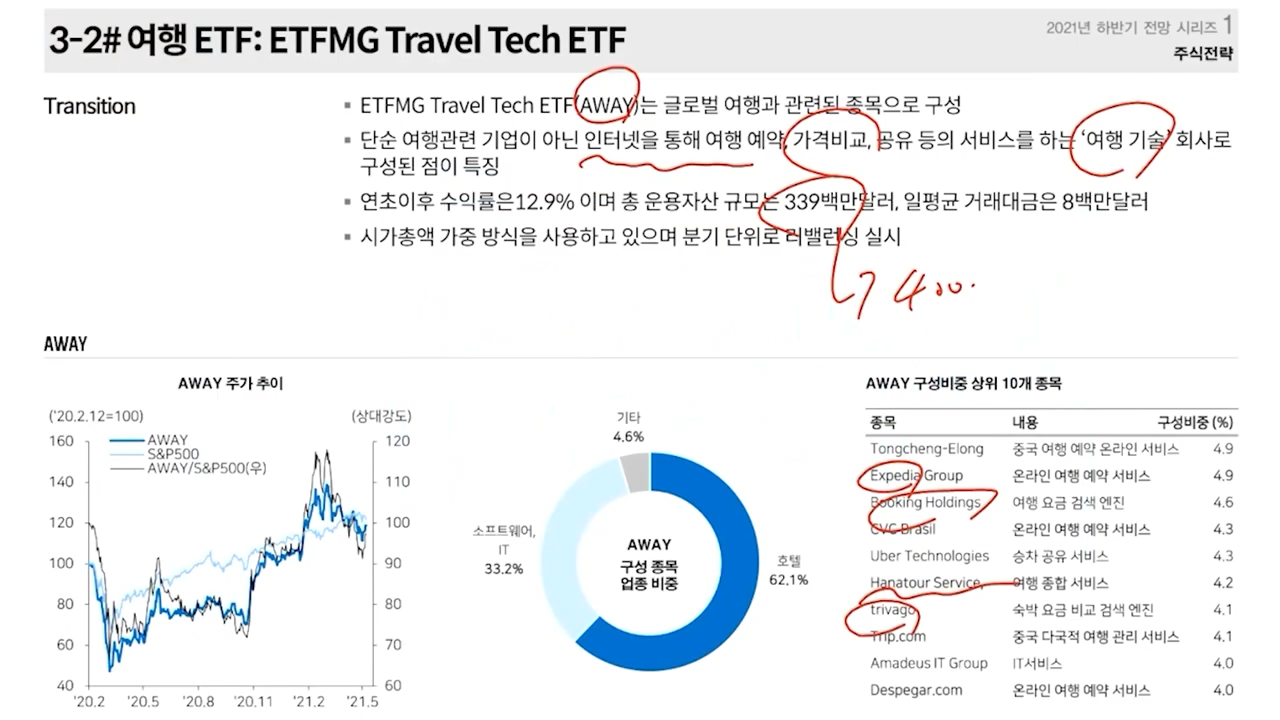 3-2# 여행 ETF: ETFMG Travel Tech ETF
2021년 하반기 전망 시리즈 1
주식전략
Transition
▪ ETFMG Travel Tech ETF(AWAY)는 글로벌 여행과 관련된 종목으로 구성
▪ 단순 여행관련 기업이 아닌 인터넷을 통해 여행 예약, 가격비교, 공유 등의 서비스를 하는 ‘여행 기술’ 회사로
구성된 점이 특징
▪ 연초이후 수익률은12.9% 이며 총 운용자산 규모는 339백만달러, 일평균 거래대금은 8백만달러
▪ 시가총액 가중 방식을 사용하고 있으며 분기 단위로 리밸런싱 실시
400
AWAY
AWAY 주가 추이
('20.2.12=100)
(상대강도)
AWAY
S&P500
AWAY/S&P500(우)
160
140
120
100
80
60
40
120
110
100
90
80
70
60
'20.2 '20.5 '20.8 '20.11 '21.2 '21.5
기타
4.6%
소프트웨어,
IT
33.2%
AWAY
구성 종목
업종 비중
호텔
62.1%
AWAY 구성비중 상위 10개 종목
종목 내용 구성비중 (%)
Tongcheng-Elong 중국 여행 예약 온라인 서비스 4.9
Expedia Group 온라인 여행 예약 서비스 4.9
Booking Holdings 여행 요금 검색 엔진 4.6
CVC Brasil 온라인 여행 예약 서비스 4.3
Uber Technologies 승차 공유 서비스 4.3
Hanatour Service, 여행 종합 서비스 4.2
trivago 숙박 요금 비교 검색 엔진 4.1
Trip.com 중국 다국적 여행 관리 서비스 4.1
Amadeus IT Group IT서비스 4.0
Despegar.com 온라인 여행 예약 서비스 4.0